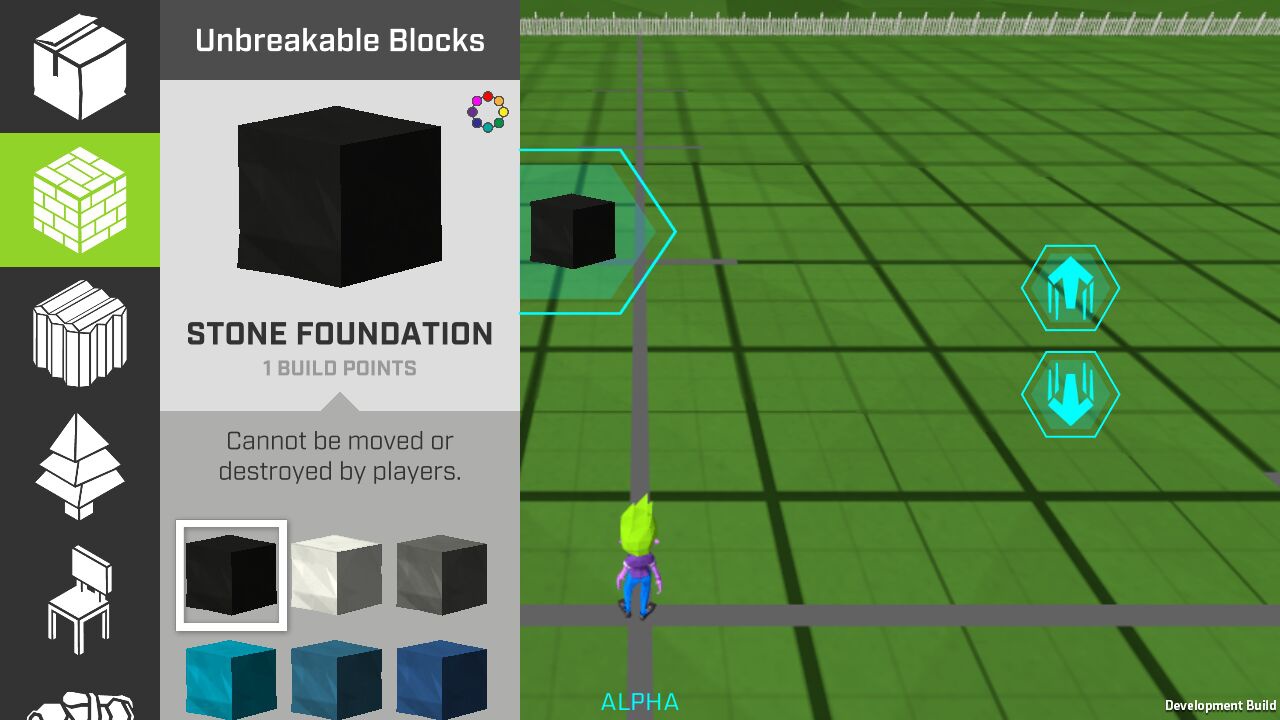 Unbreakable Blocks
STONE FOUNDATION
1 BUILD POINTS
Cannot be moved or
destroyed by players.
ALPHA
Development Build